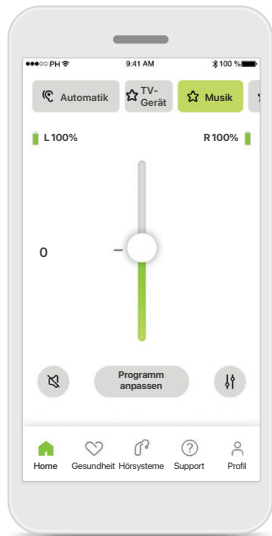 PH 9:41 AM 100 %
Automatik
TV-
Gerät
Musik
L 100%
R 100%
0
Programm
anpassen
Home Gesundheit Hörsysteme Support Profil